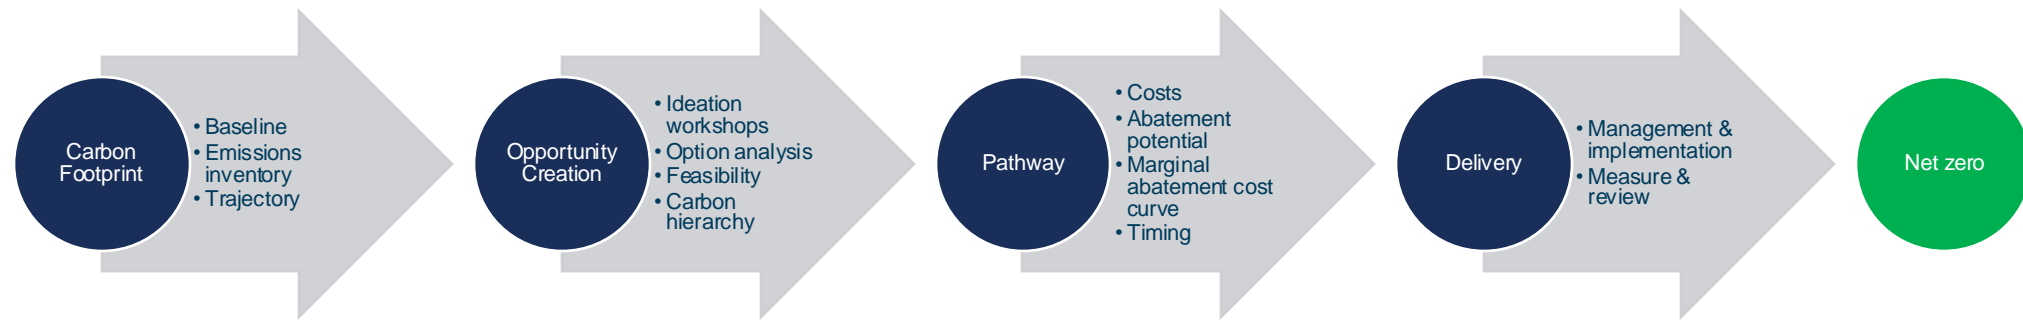 Carbon
Footprint
• Baseline
• Emissions
inventory
• Trajectory
Opportunity
Creation
• Ideation
workshops
• Option analysis
• Feasibility
• Carbon
hierarchy
Pathway
• Costs
• Abatement
potential
• Marginal
abatement cost
curve
• Timing
Delivery
• Management &
implementation
• Measure &
review
Net zero